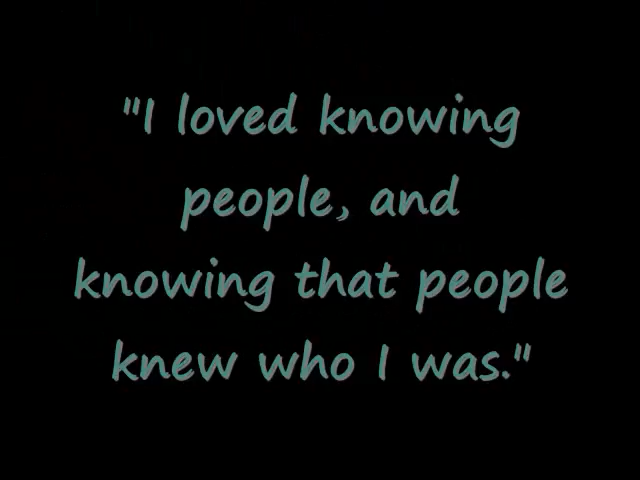 "I loved knowing
people, and
knowing that people
knew who I was."